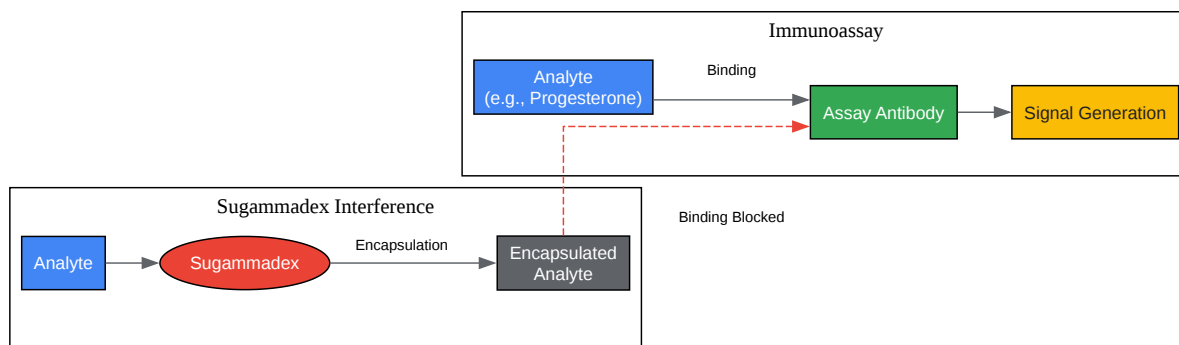 Immunoassay
Analyte
(e.g., Progesterone)
Binding
Assay Antibody
Signal Generation
Sugammadex Interference
Binding Blocked
Analyte
Sugammadex
Encapsulation
Encapsulated
Analyte